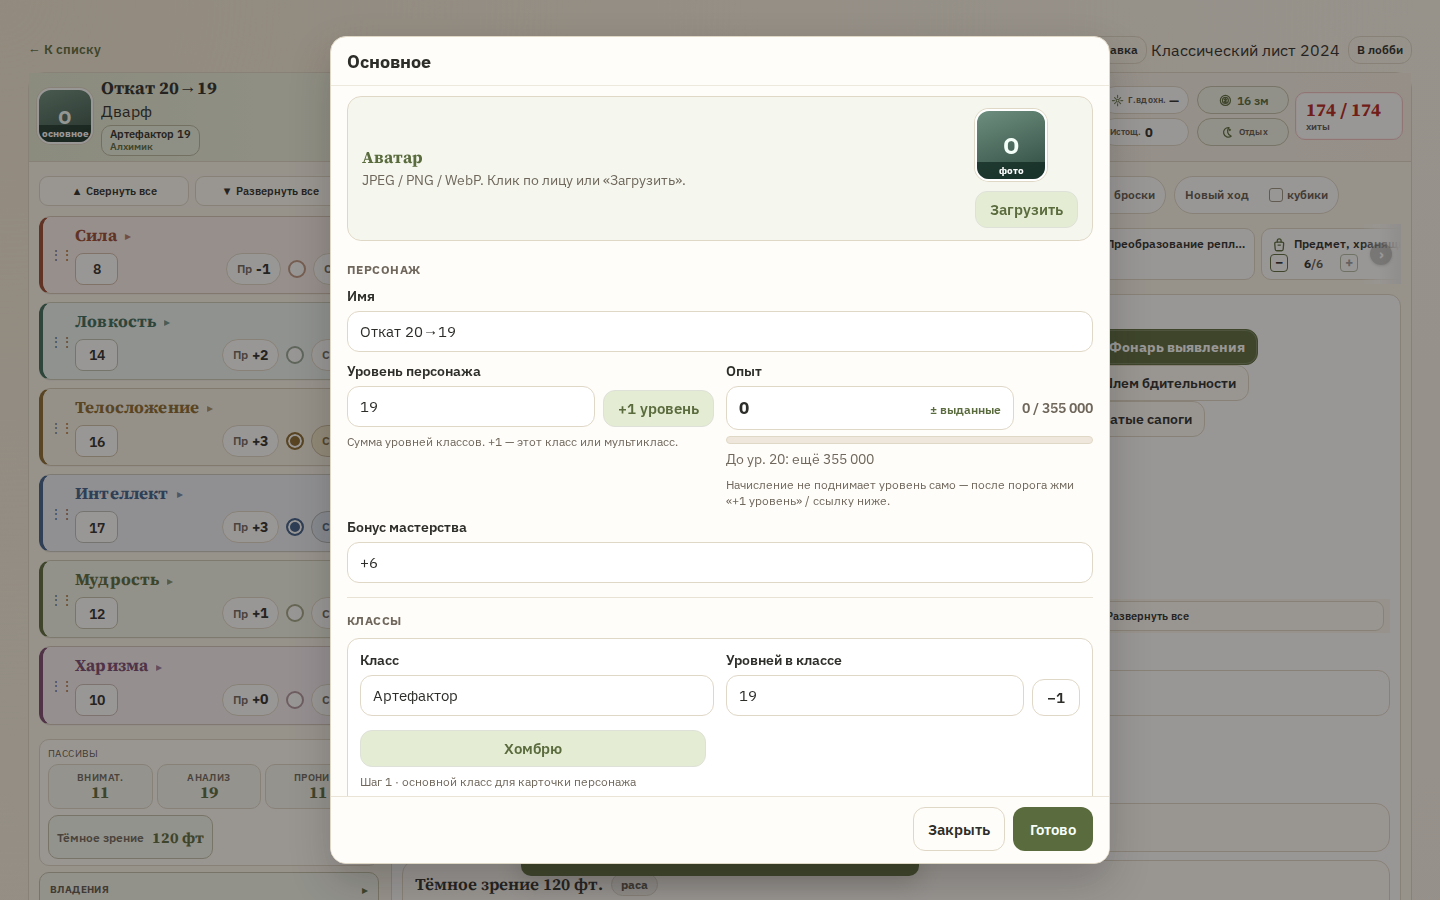 ← К списку
авка
Классический лист 2024
В лобби
О
основное
Откат 20→19
Дварф
Артефактор 19
Алхимик
Г.вдохн. —
16 зм
174 / 174
хиты
Истощ. 0
Отдых
▲ Свернуть все
▼ Развернуть все
Сила ▸
8
Пр -1
Ловкость ▸
14
Пр +2
Телосложение ▸
16
Пр +3
Интеллект ▸
17
Пр +3
Мудрость ▸
12
Пр +1
Харизма ▸
10
Пр +0
ПАССИВЫ
ВНИМАТ.
11
АНАЛИЗ
19
ПРОНИ
11
Тёмное зрение 120 фт
ВЛАДЕНИЯ ▸
Основное
Аватар
JPEG / PNG / WebP. Клик по лицу или «Загрузить».
О
фото
Загрузить
ПЕРСОНАЖ
Имя
Откат 20→19
Уровень персонажа
19
+1 уровень
Сумма уровней классов. +1 — этот класс или мультикласс.
Опыт
0
± выданные
0 / 355 000
До ур. 20: ещё 355 000
Начисление не поднимает уровень само — после порога жми
«+1 уровень» / ссылку ниже.
Бонус мастерства
+6
КЛАССЫ
Класс
Артефактор
Уровней в классе
19
−1
Хомбрю
Шаг 1 · основной класс для карточки персонажа
Закрыть
Готово
броски
Новый ход
кубики
Преобразование репл...
Предмет, хранящ
− 6/6 +
Фонарь выявления
лем бдительности
атые сапоги
Развернуть все
Тёмное зрение 120 фт.
раса